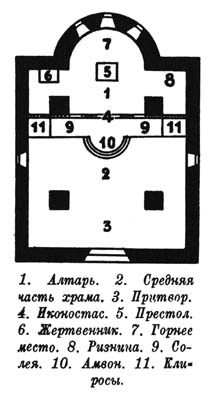 7
6
5
8
1
4
11
9
9
11
10
2
3
1. Алтарь. 2. Средняя
часть храма. 3. Притвор.
4. Иконостас. 5. Престол.
6. Жертвенник. 7. Горнее
место. 8. Ризница. 9. Со-
лея. 10. Амвон. 11. Кли-
росы.